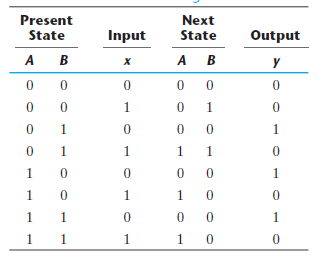 Present Next
State Input State Output
A B x A B y
0 0 0 0 0 0
0 0 1 0 1 0
0 1 0 0 0 1
0 1 1 1 1 0
1 0 0 0 0 1
1 0 1 1 0 0
1 1 0 0 0 1
1 1 1 1 0 0